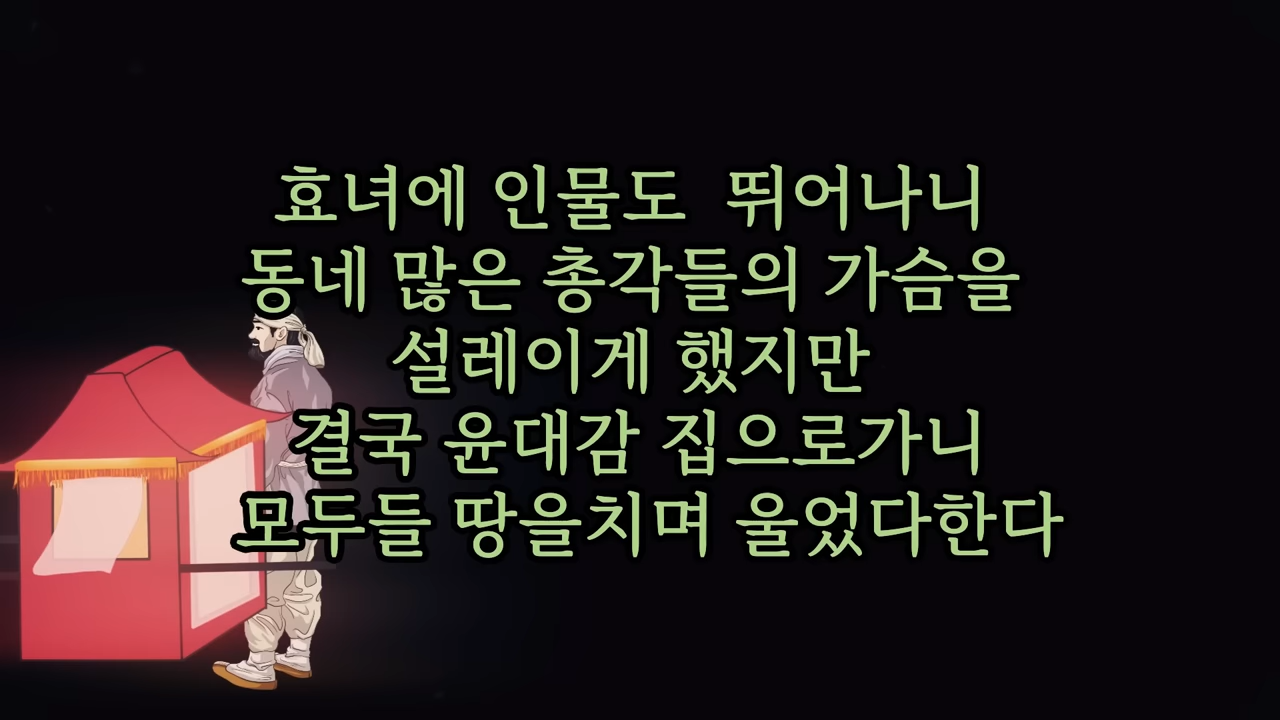 효녀에 인물도 뛰어나니
동네 많은 총각들의 가슴을
설레이게 했지만
결국 윤대감 집으로가니
모두들 땅을치며 울었다한다